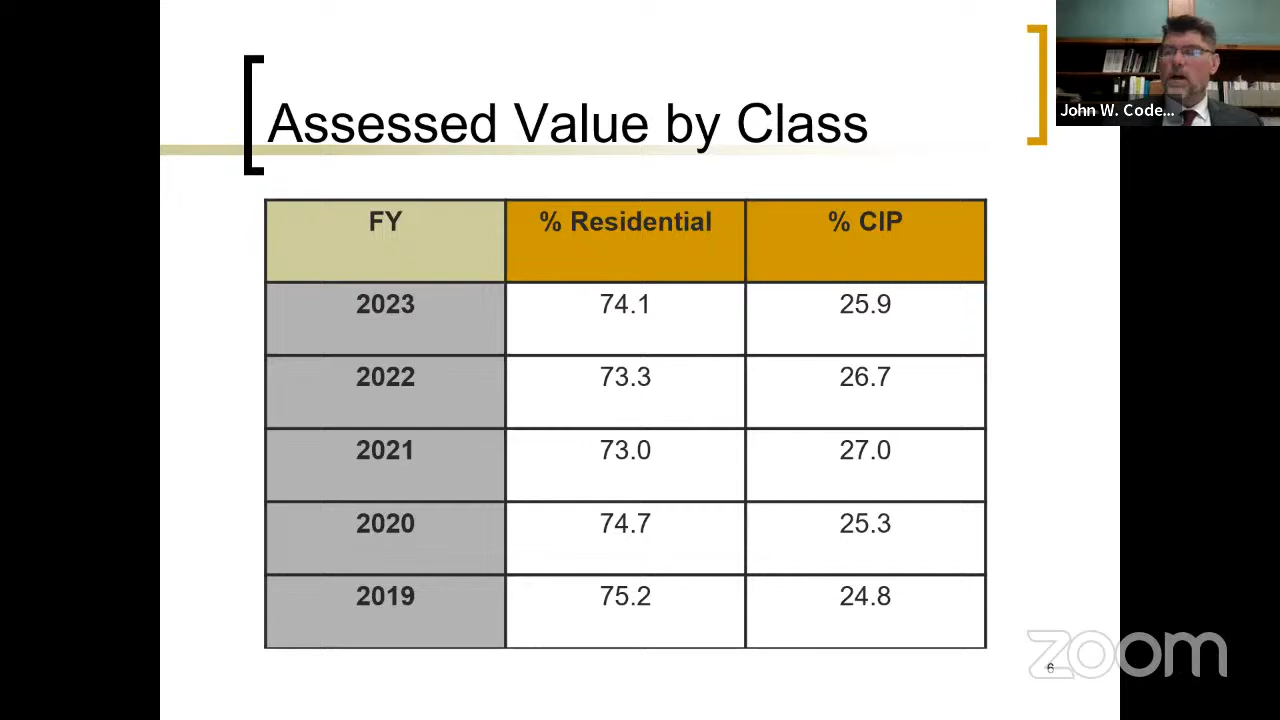 John W. Code...
Assessed Value by Class
FY % Residential % CIP
2023 74.1 25.9
2022 73.3 26.7
2021 73.0 27.0
2020 74.7 25.3
2019 75.2 24.8
zoom
6